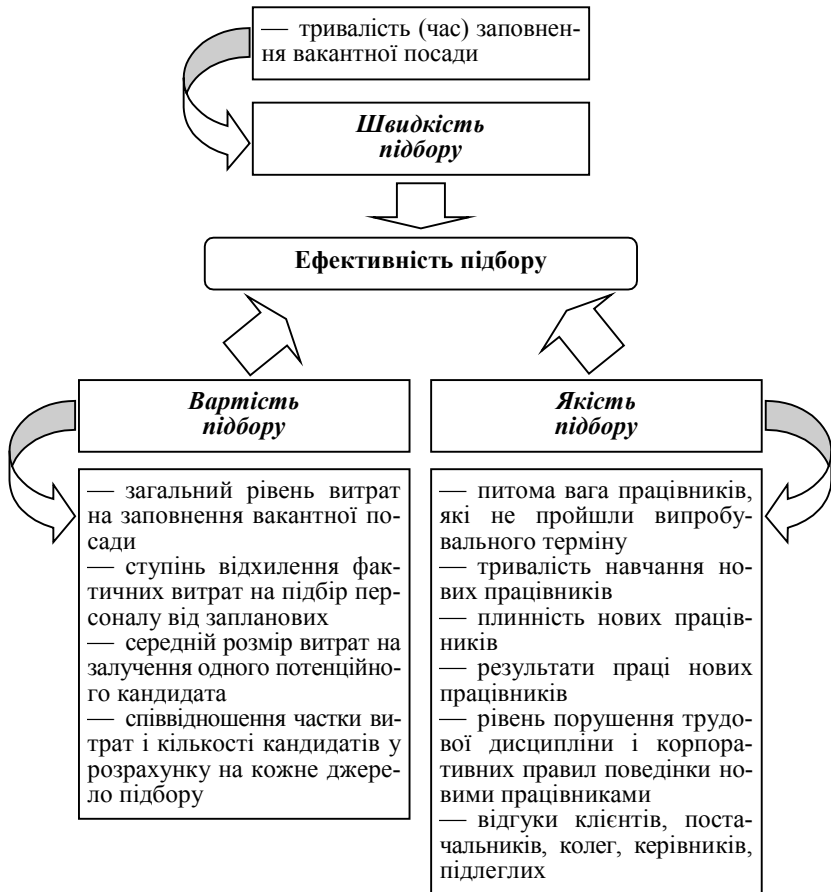 — тривалість (час) заповнен-
ня вакантної посади
Швидкість
підбору
Ефективність підбору
Вартість
підбору
— загальний рівень витрат
на заповнення вакантної по-
сади
— ступінь відхилення фак-
тичних витрат на підбір пер-
соналу від запланових
— середній розмір витрат на
залучення одного потенційно-
го кандидата
— співвідношення частки ви-
трат і кількості кандидатів у
розрахунку на кожне джере-
ло підбору
Якість
підбору
— питома вага працівників,
які не пройшли випробу-
вального терміну
— тривалість навчання но-
вих працівників
— плинність нових праців-
ників
— результати праці нових
працівників
— рівень порушення трудо-
вої дисципліни і корпора-
тивних правил поведінки но-
вими працівниками
— відгуки клієнтів, поста-
чальників, колег, керівників,
підлеглих